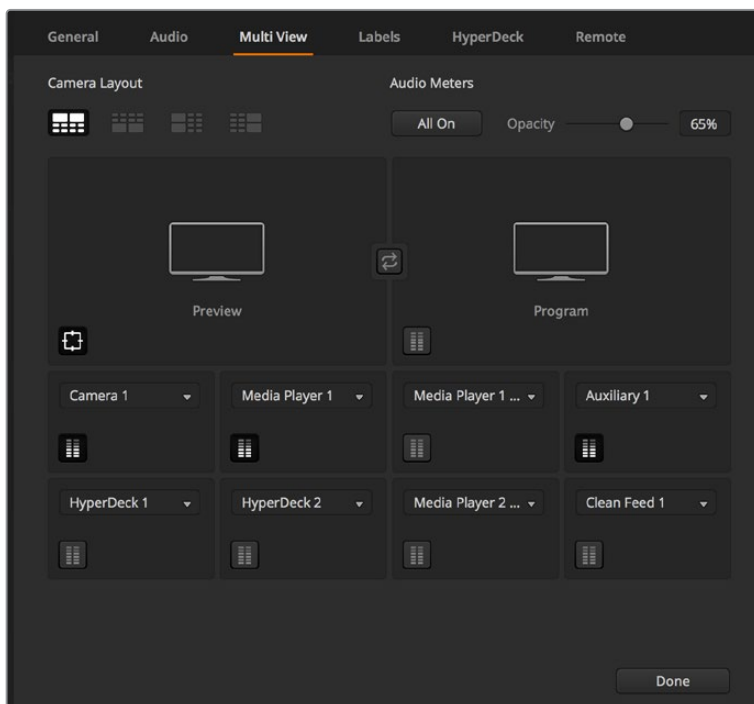 General Audio Multi View Labels HyperDeck Remote
Camera Layout Audio Meters
All On Opacity 65%
Preview Program
Camera 1 Media Player 1 Media Player 1 ... Auxiliary 1
HyperDeck 1 HyperDeck 2 Media Player 2 ... Clean Feed 1
Done